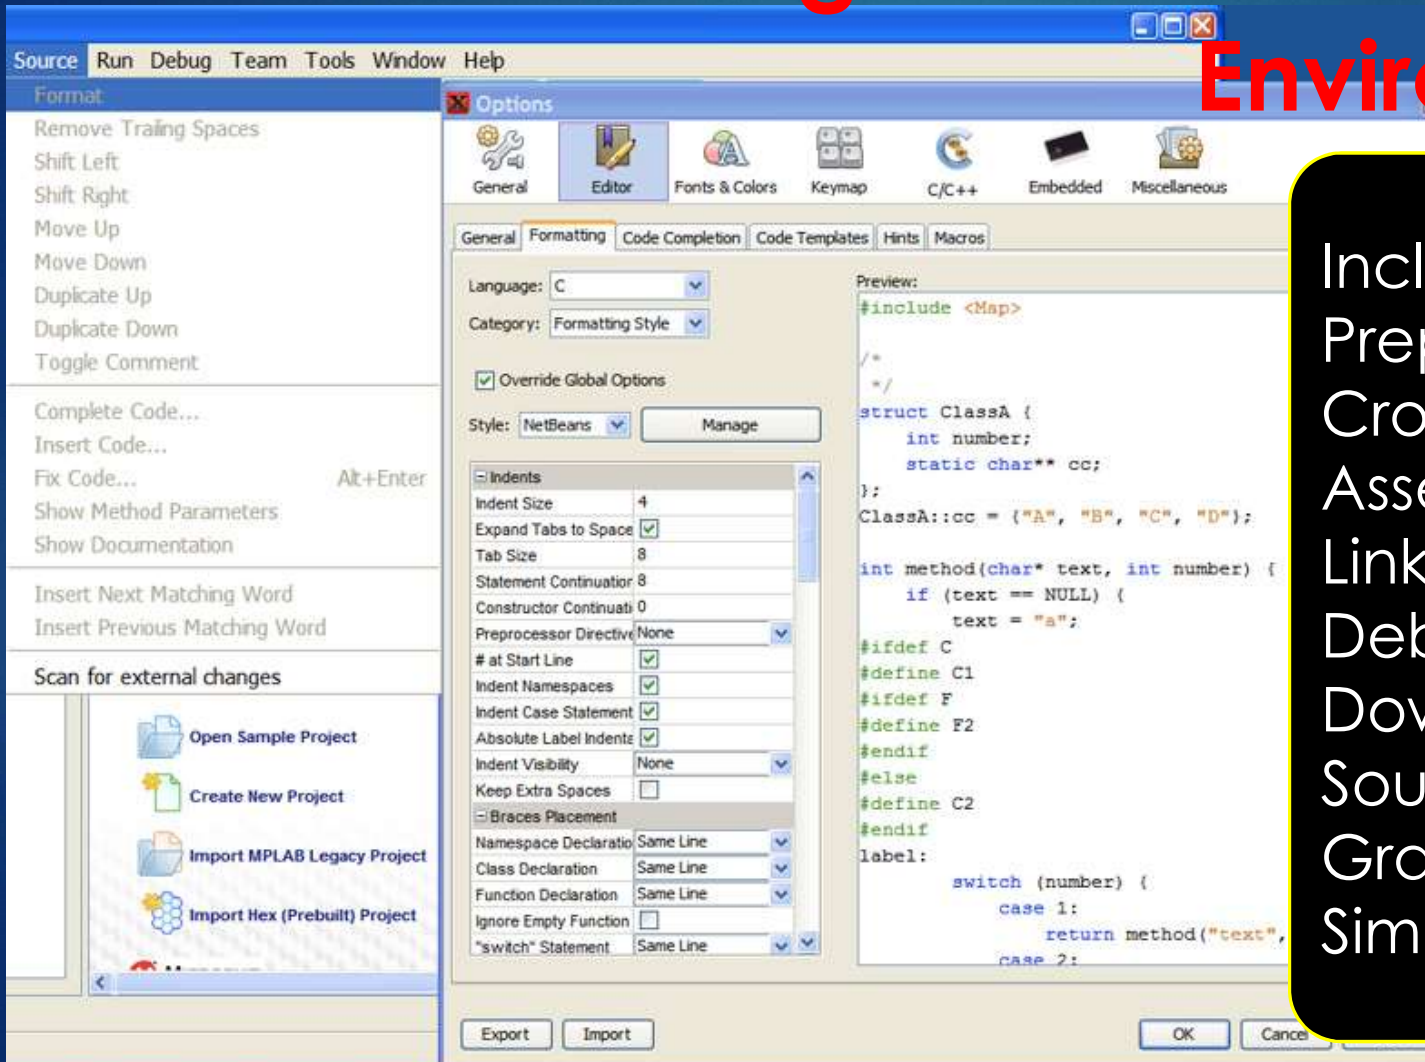 Enviro
Source Run Debug Team Tools Window Help
Format
Remove Trailing Spaces
Shift Left
Shift Right
Move Up
Move Down
Duplicate Up
Duplicate Down
Toggle Comment
Complete Code...
Insert Code...
Fix Code... Alt+Enter
Show Method Parameters
Show Documentation
Insert Next Matching Word
Insert Previous Matching Word
Scan for external changes
Open Sample Project
Create New Project
Import MPLAB Legacy Project
Import Hex (Prebuilt) Project
Options
General Editor Fonts & Colors Keymap C/C++ Embedded Miscellaneous
General Formatting Code Completion Code Templates Hints Macros
Language: C
Category: Formatting Style
Override Global Options
Style: NetBeans Manage
Indents
Indent Size 4
Expand Tabs to Space
Tab Size 8
Statement Continuation 8
Constructor Continuati 0
Preprocessor Directive None
# at Start Line
Indent Namespaces
Indent Case Statement
Absolute Label Indenta
Indent Visibility None
Keep Extra Spaces
Braces Placement
Namespace Declaratio Same Line
Class Declaration Same Line
Function Declaration Same Line
Ignore Empty Function
"switch" Statement Same Line
Preview:
#include <Map>
/*
*/
struct ClassA {
int number;
static char** cc;
};
ClassA::cc = {"A", "B", "C", "D"};
int method(char* text, int number) {
if (text == NULL) {
text = "a";
#ifdef C
#define C1
#ifdef F
#define F2
#endif
#else
#define C2
#endif
label:
switch (number) {
case 1:
return method("text",
case 2:
Export Import OK Cancel
Incl
Prep
Cro
Asse
Link
Deb
Dow
Sou
Gra
Sim